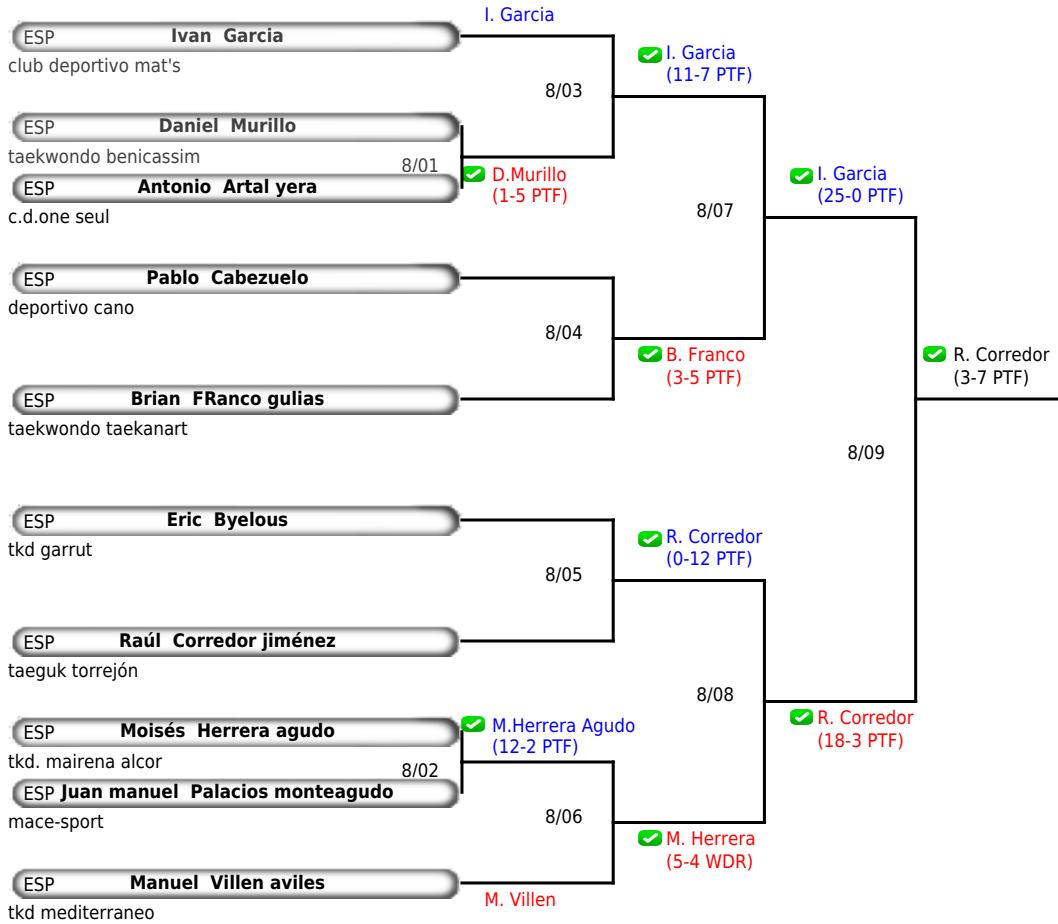 I. Garcia
ESP Ivan Garcia
club deportivo mat's
I. Garcia
(11-7 PTF)
8/03
ESP Daniel Murillo
taekwondo benicassim
8/01
D.Murillo
(1-5 PTF)
ESP Antonio Artal yera
c.d.one seul
I. Garcia
(25-0 PTF)
8/07
ESP Pablo Cabezuelo
deportivo cano
8/04
B. Franco
(3-5 PTF)
R. Corredor
(3-7 PTF)
ESP Brian FRanco gulias
taekwondo taekanart
8/09
ESP Eric Byelous
tkd garrut
R. Corredor
(0-12 PTF)
8/05
ESP Raúl Corredor jiménez
taeguk torrejón
8/08
R. Corredor
(18-3 PTF)
ESP Moisés Herrera agudo
tkd. mairena alcor
M.Herrera Agudo
(12-2 PTF)
8/02
ESP Juan manuel Palacios monteagudo
mace-sport
8/06
M. Herrera
(5-4 WDR)
ESP Manuel Villen aviles
tkd mediterraneo
M. Villen